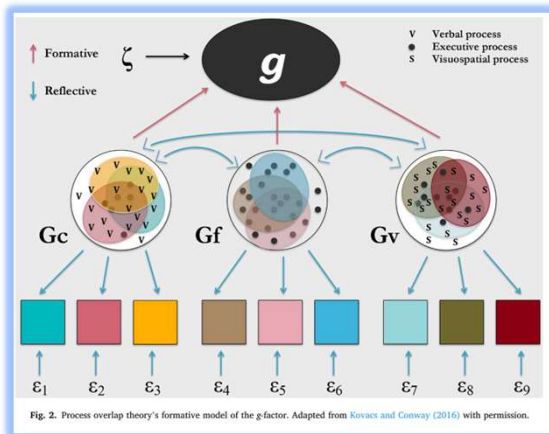 Formative
Reflective
ζ
g
V Verbal process
Executive process
S Visuospatial process
Gc
Gf
Gv
V V V V V V V V V V V V V V V V
S S S S S S S S S S S S S S S S
ε1 ε2 ε3 ε4 ε5 ε6 ε7 ε8 ε9
Fig. 2. Process overlap theory's formative model of the g-factor. Adapted from Kovacs and Conway (2016) with permission.